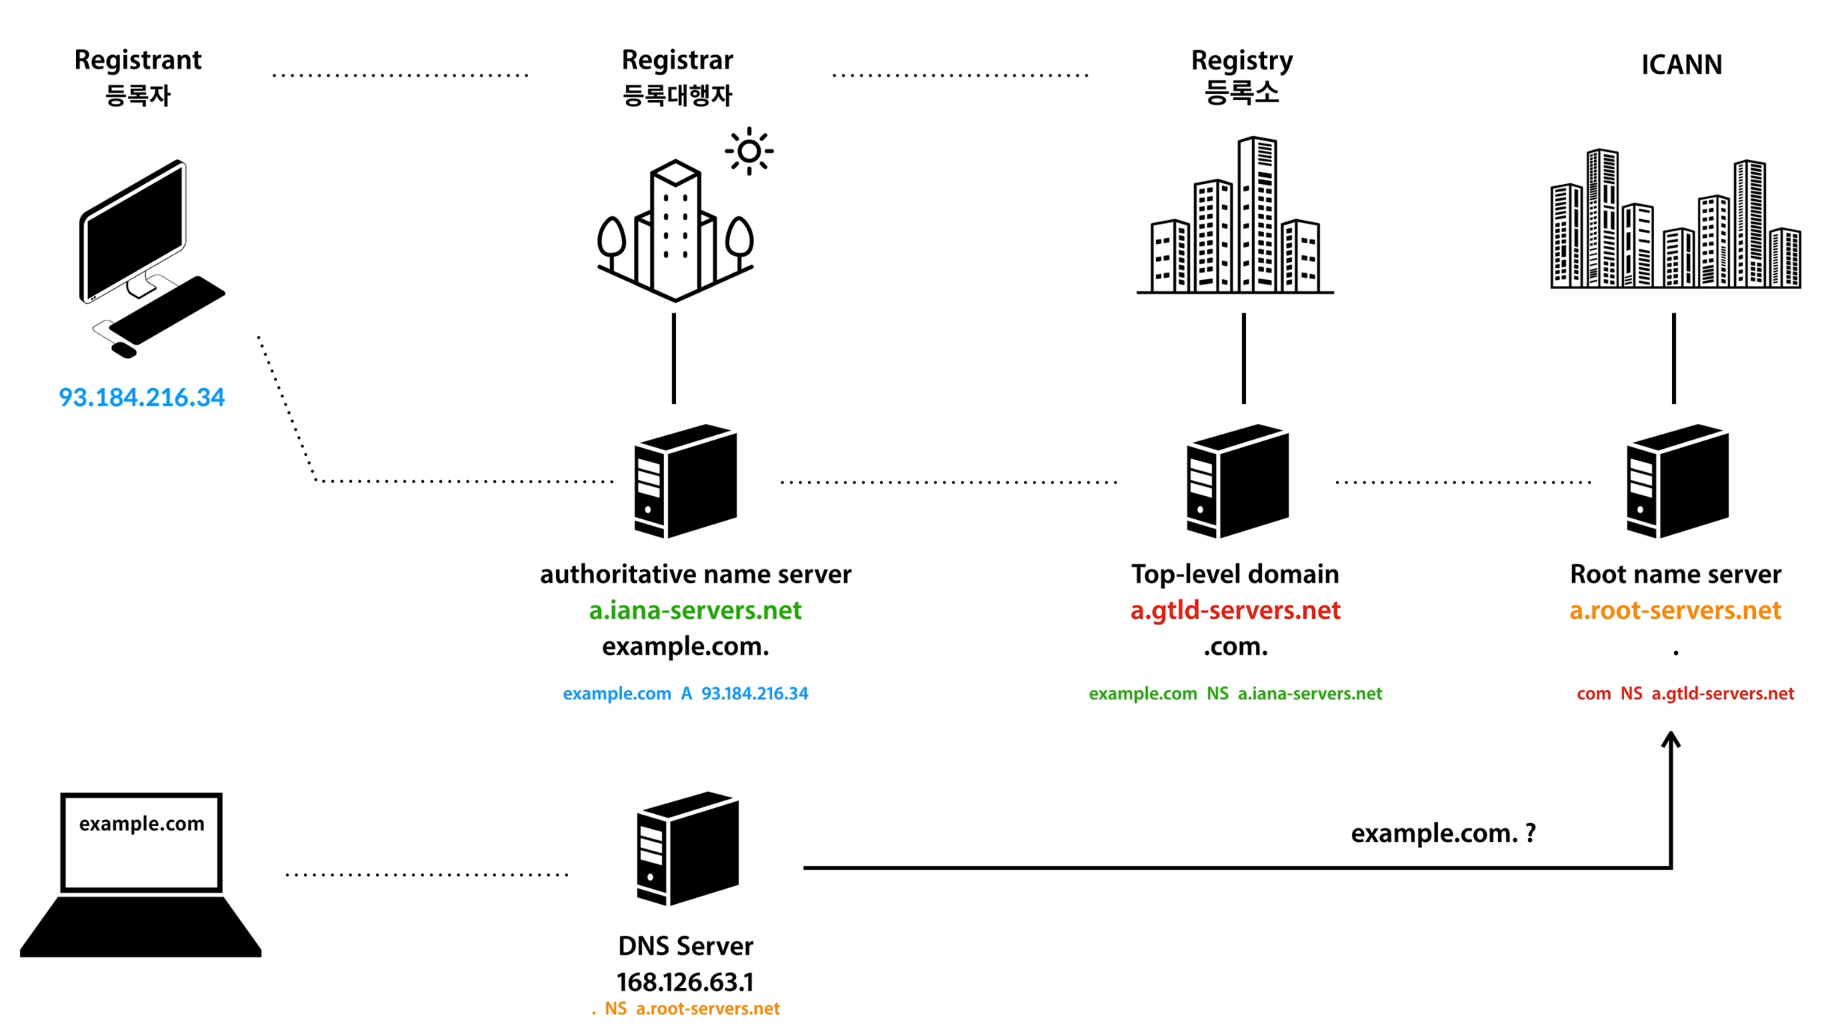 Registrant
등록자
Registrar
등록대행자
Registry
등록소
ICANN
93.184.216.34
authoritative name server
a.iana-servers.net
example.com.
example.com A 93.184.216.34
Top-level domain
a.gtld-servers.net
.com.
example.com NS a.iana-servers.net
Root name server
a.root-servers.net
.
com NS a.gtld-servers.net
example.com
example.com. ?
DNS Server
168.126.63.1
. NS a.root-servers.net